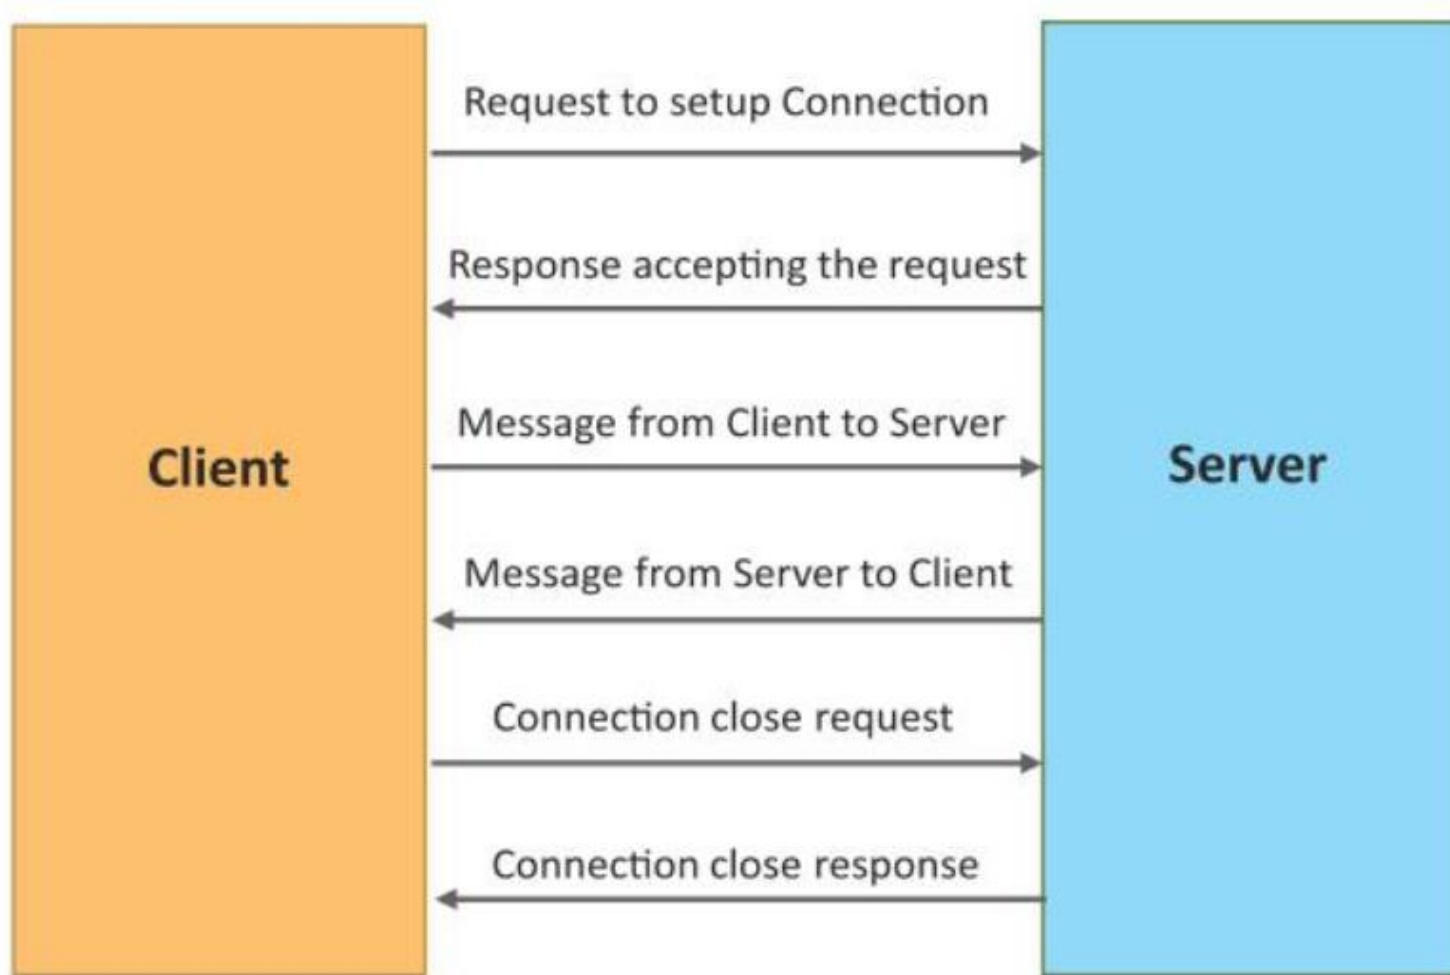 Request to setup Connection
Response accepting the request
Message from Client to Server
Client
Server
Message from Server to Client
Connection close request
Connection close response